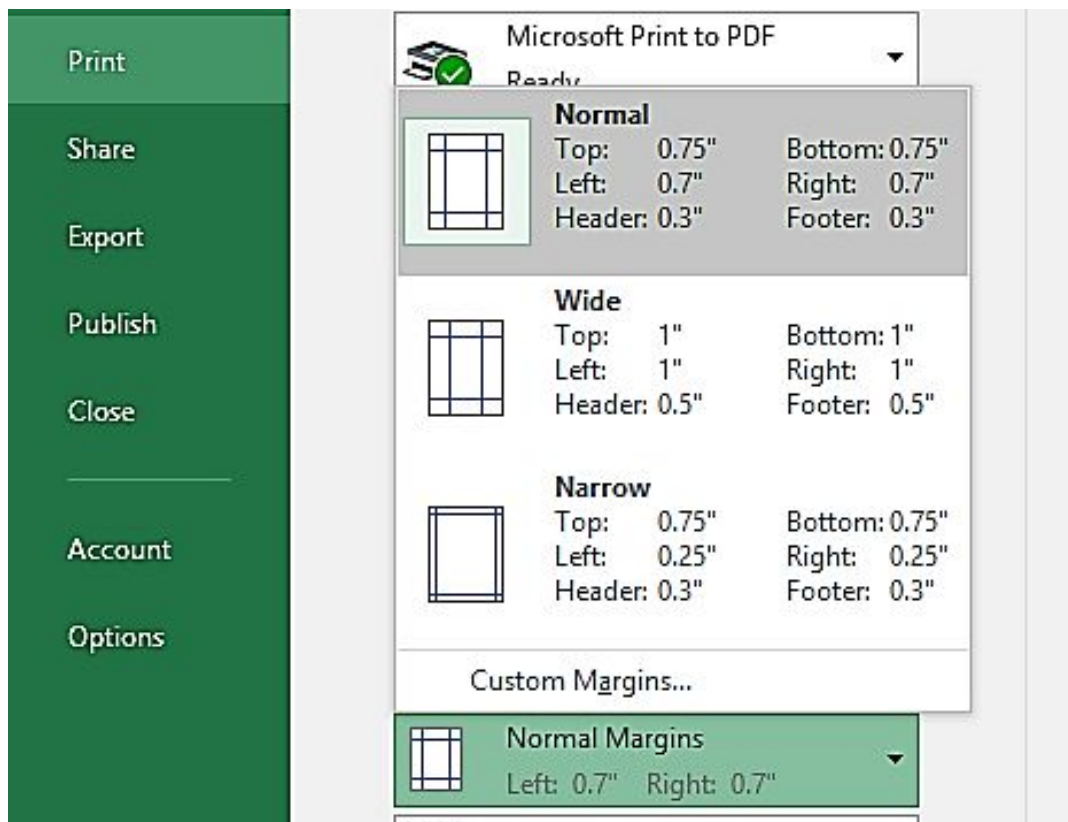 Print
Share
Export
Publish
Close
Account
Options
Microsoft Print to PDF
Ready
Normal
Top: 0.75" Bottom: 0.75"
Left: 0.7" Right: 0.7"
Header: 0.3" Footer: 0.3"
Wide
Top: 1" Bottom: 1"
Left: 1" Right: 1"
Header: 0.5" Footer: 0.5"
Narrow
Top: 0.75" Bottom: 0.75"
Left: 0.25" Right: 0.25"
Header: 0.3" Footer: 0.3"
Custom Margins...
Normal Margins
Left: 0.7" Right: 0.7"